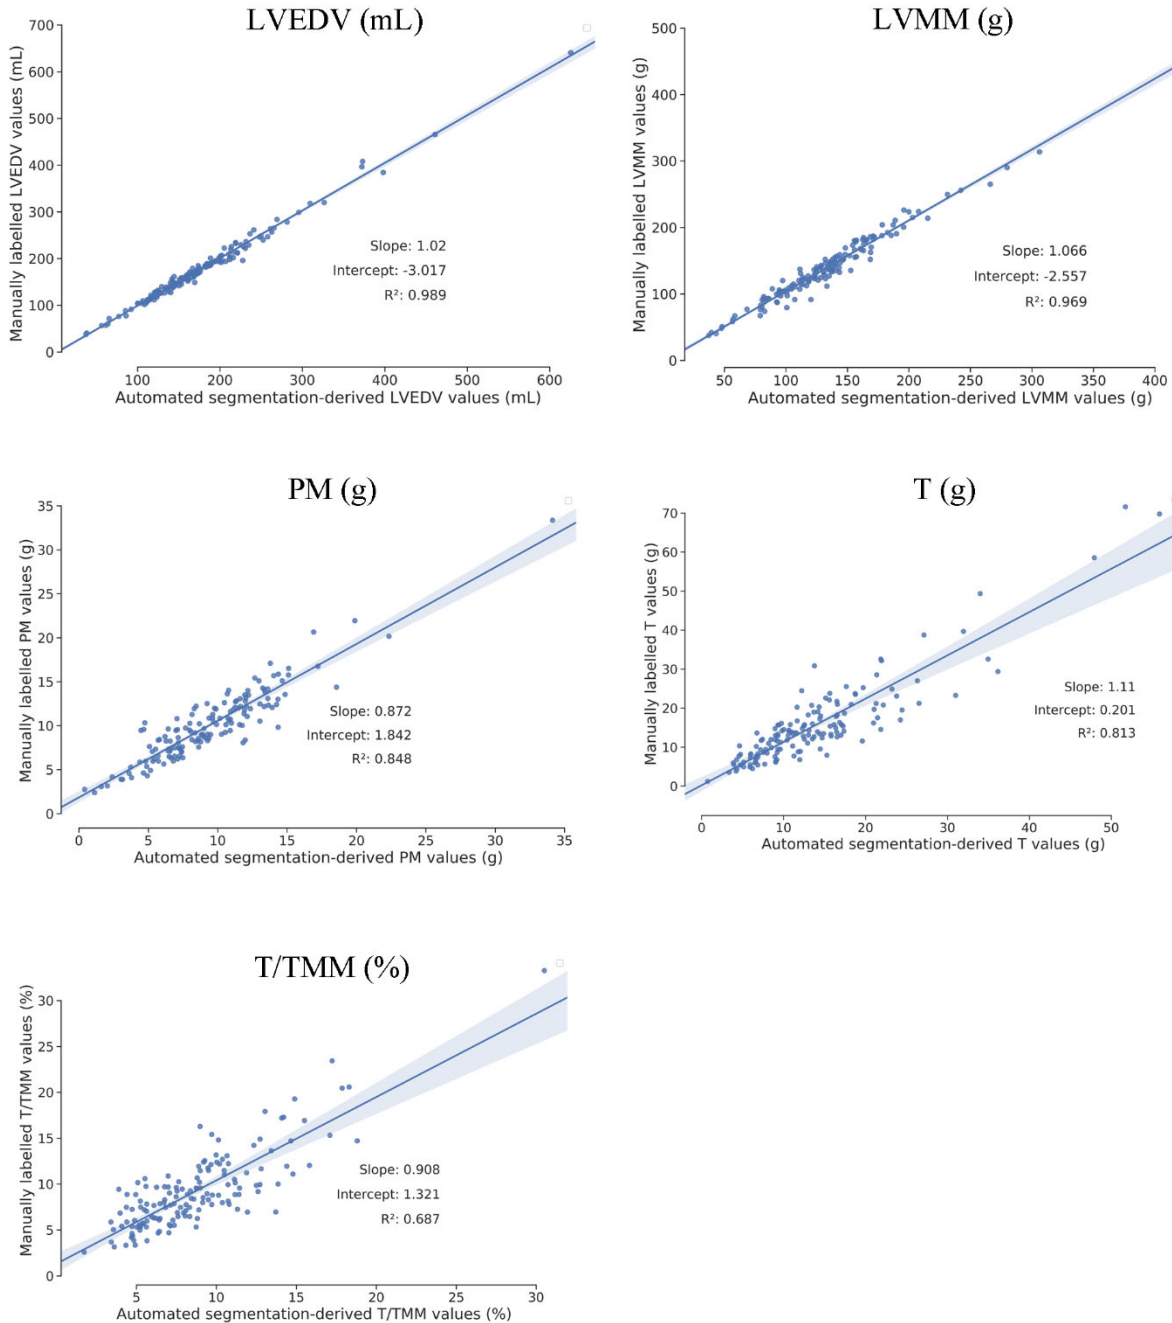 LVEDV (mL)
Manually labelled LVEDV values (mL)
700
600
500
400
300
200
100
0
Slope: 1.02
Intercept: -3.017
R²: 0.989
100 200 300 400 500 600
Automated segmentation-derived LVEDV values (mL)
LVMM (g)
Manually labelled LVMM values (g)
500
400
300
200
100
0
Slope: 1.066
Intercept: -2.557
R²: 0.969
50 100 150 200 250 300 350 400
Automated segmentation-derived LVMM values (g)
PM (g)
Manually labelled PM values (g)
35
30
25
20
15
10
5
0
Slope: 0.872
Intercept: 1.842
R²: 0.848
0 5 10 15 20 25 30 35
Automated segmentation-derived PM values (g)
T (g)
Manually labelled T values (g)
70
60
50
40
30
20
10
0
Slope: 1.11
Intercept: 0.201
R²: 0.813
0 10 20 30 40 50
Automated segmentation-derived T values (g)
T/TMM (%)
Manually labelled T/TMM values (%)
30
25
20
15
10
5
0
Slope: 0.908
Intercept: 1.321
R²: 0.687
5 10 15 20 25 30
Automated segmentation-derived T/TMM values (%)